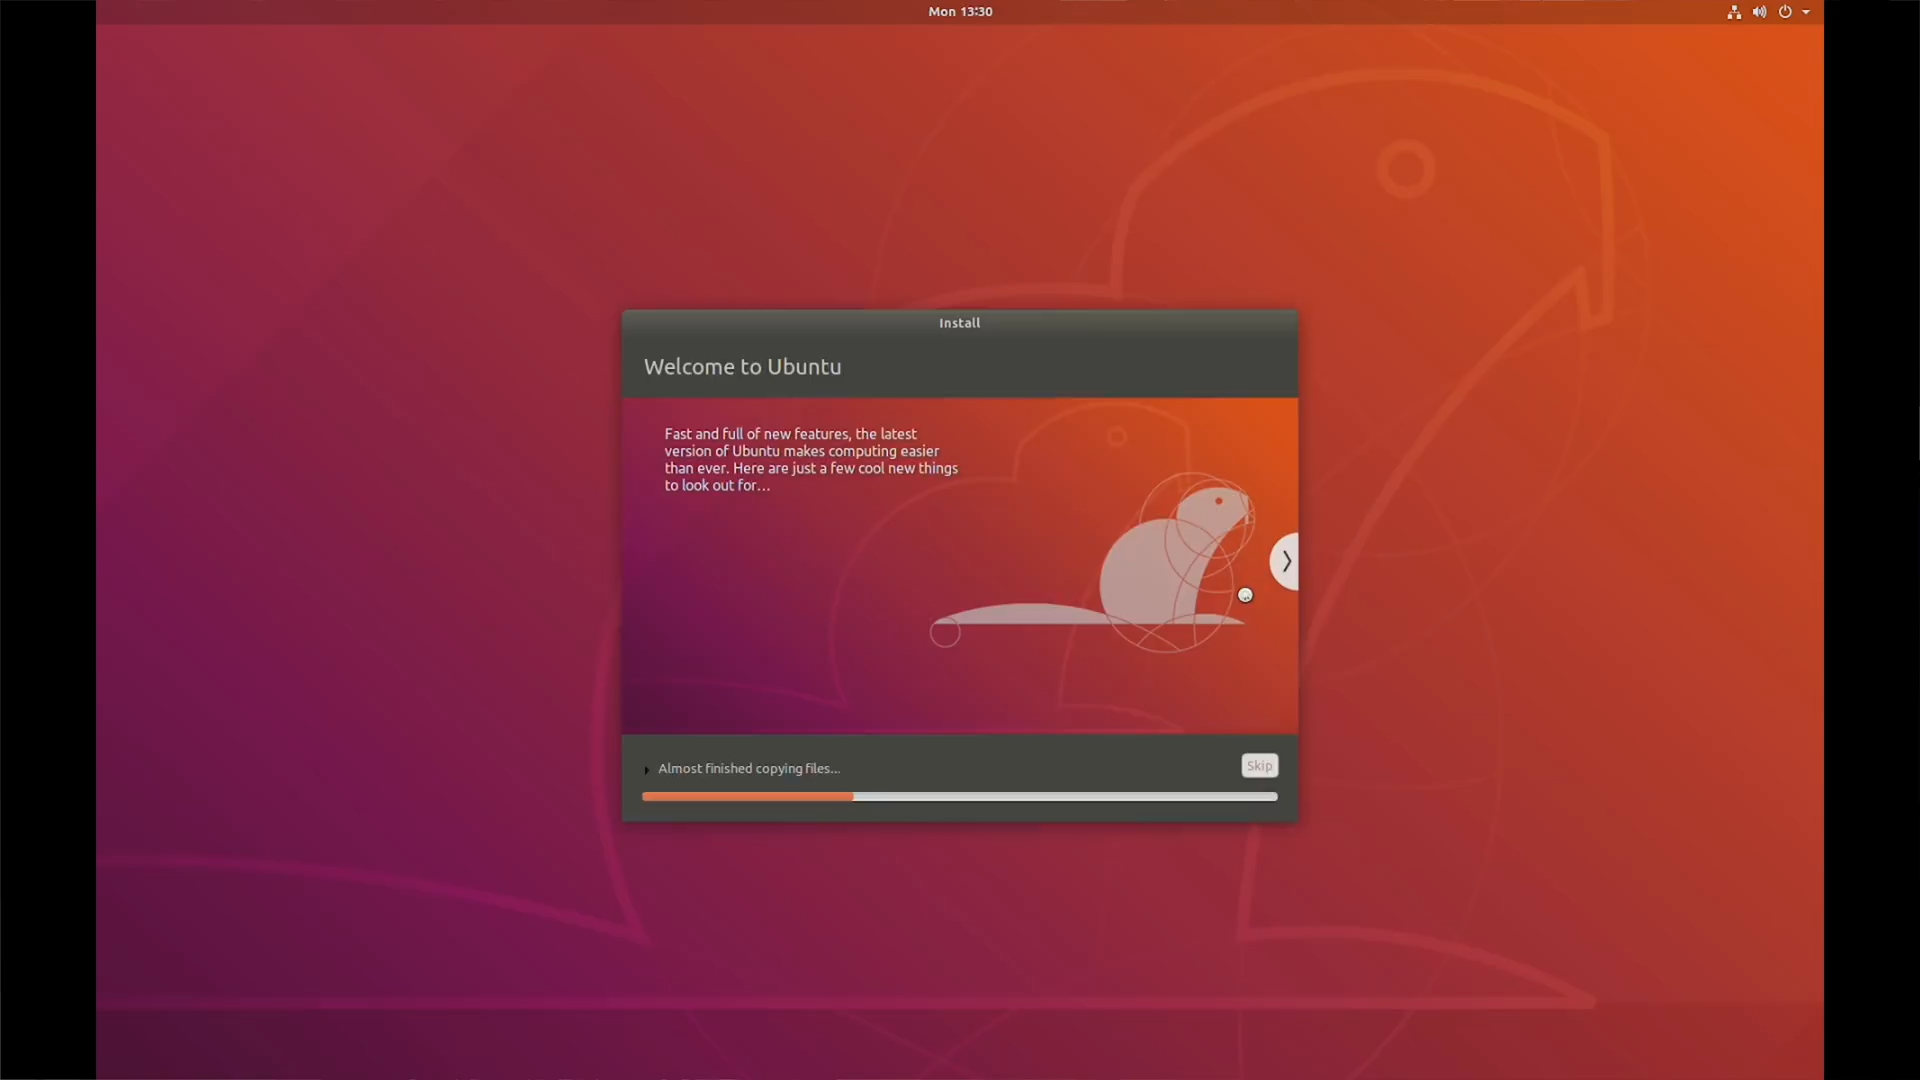 Mon 13:30
Install
Welcome to Ubuntu
Fast and full of new features, the latest
version of Ubuntu makes computing easier
than ever. Here are just a few cool new things
to look out for...
Almost finished copying files...
Skip